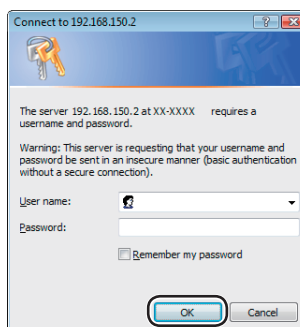 Connect to 192.168.150.2
The server 192.168.150.2 at XX-XXXX requires a
username and password.
Warning: This server is requesting that your username and
password be sent in an insecure manner (basic authentication
without a secure connection).
User name:
Password:
Remember my password
OK Cancel